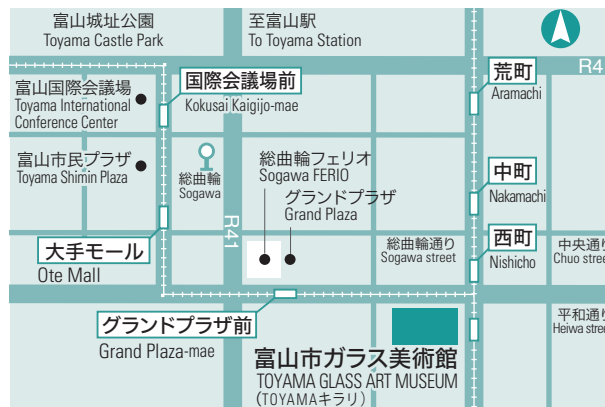 富山城址公園
Toyama Castle Park
至富山駅
To Toyama Station
国際会議場前
Kokusai Kaigijo-mae
荒町
Aramachi
R4
富山国際会議場
Toyama International
Conference Center
富山市民プラザ
Toyama Shimin Plaza
総曲輪
Sogawa
総曲輪フェリオ
Sogawa FERIO
グランドプラザ
Grand Plaza
中町
Nakamachi
R41
大手モール
Ote Mall
総曲輪通り
Sogawa street
西町
Nishicho
中央通り
Chuo stree
グランドプラザ前
Grand Plaza-mae
平和通り
Heiwa stree
富山市ガラス美術館
TOYAMA GLASS ART MUSEUM
(TOYAMAキラリ)